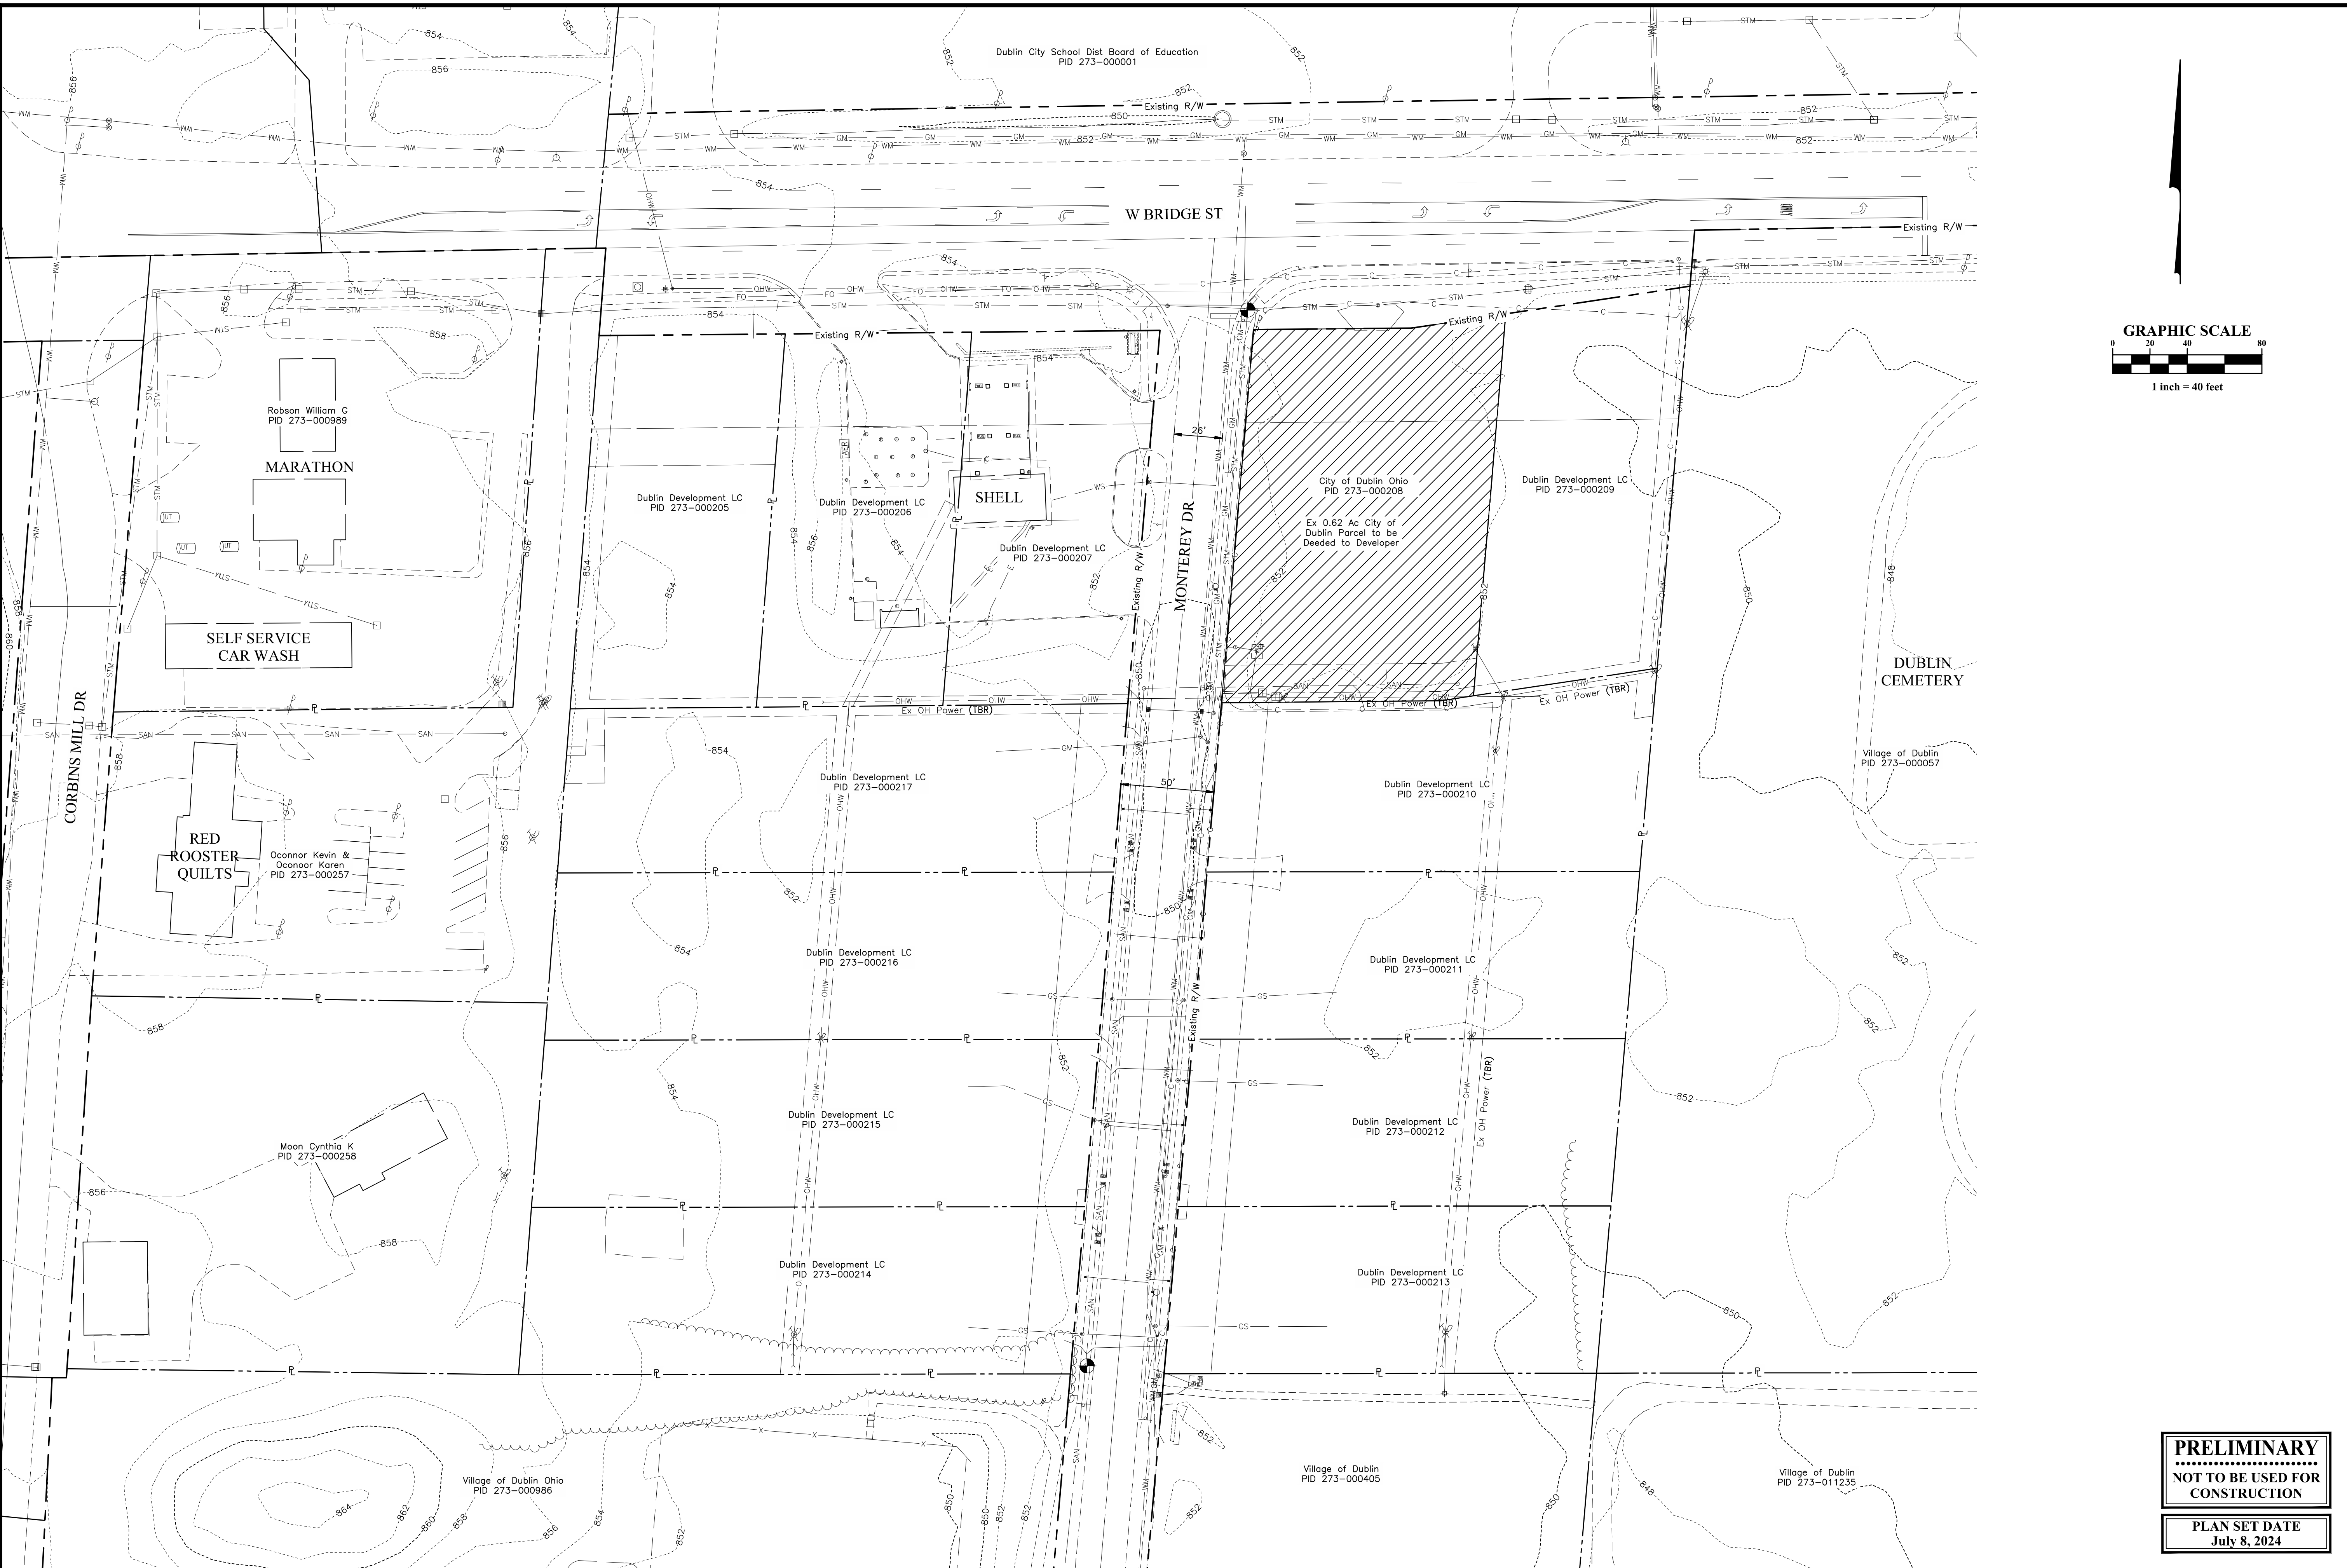 Dublin City School Dist Board of Education
PID 273-000001
Existing R/W
W BRIDGE ST
Existing R/W
GRAPHIC SCALE
0 20 40 80
1 inch = 40 feet
Existing R/W
Existing R/W
Robson William G
PID 273-000989
MARATHON
SELF SERVICE
CAR WASH
Dublin Development LC
PID 273-000205
Dublin Development LC
PID 273-000206
SHELL
Dublin Development LC
PID 273-000207
Existing R/W
MONTEREY DR
26'
City of Dublin Ohio
PID 273-000208
Ex 0.62 Ac City of
Dublin Parcel to be
Deeded to Developer
Dublin Development LC
PID 273-000209
DUBLIN
CEMETERY
Village of Dublin
PID 273-000057
Ex OH Power (TBR)
Ex OH Power (TBR)
Ex OH Power (TBR)
CORBINS MILL DR
RED
ROOSTER
QUILTS
Oconnor Kevin &
Oconoor Karen
PID 273-000257
Dublin Development LC
PID 273-000217
50'
Dublin Development LC
PID 273-000210
Dublin Development LC
PID 273-000216
Existing R/W
Dublin Development LC
PID 273-000211
Moon Cynthia K
PID 273-000258
Dublin Development LC
PID 273-000215
Dublin Development LC
PID 273-000212
Ex OH Power (TBR)
Dublin Development LC
PID 273-000214
Dublin Development LC
PID 273-000213
Village of Dublin Ohio
PID 273-000986
Village of Dublin
PID 273-000405
Village of Dublin
PID 273-011235
PRELIMINARY
NOT TO BE USED FOR
CONSTRUCTION
PLAN SET DATE
July 8, 2024